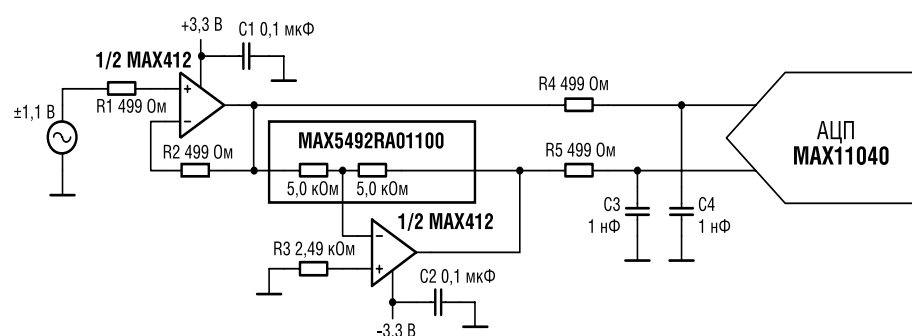 +3,3 В
C1 0,1 мкФ
1/2 MAX412
R1 499 Ом
±1,1 В
+
−
R2 499 Ом
R4 499 Ом
АЦП
MAX11040
MAX5492RA01100
5,0 кОм
5,0 кОм
R5 499 Ом
1/2 MAX412
C3
1 нФ
C4
1 нФ
R3 2,49 кОм
−
+
C2 0,1 мкФ
-3,3 В